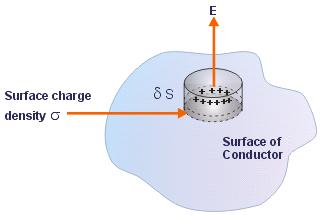 E
δ S
Surface charge
density σ
Surface of
Conductor